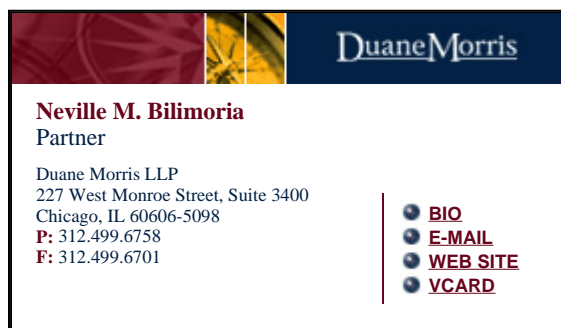 DuaneMorris
Neville M. Bilimoria
Partner
Duane Morris LLP
227 West Monroe Street, Suite 3400
Chicago, IL 60606-5098
P: 312.499.6758
F: 312.499.6701
BIO
E-MAIL
WEB SITE
VCARD